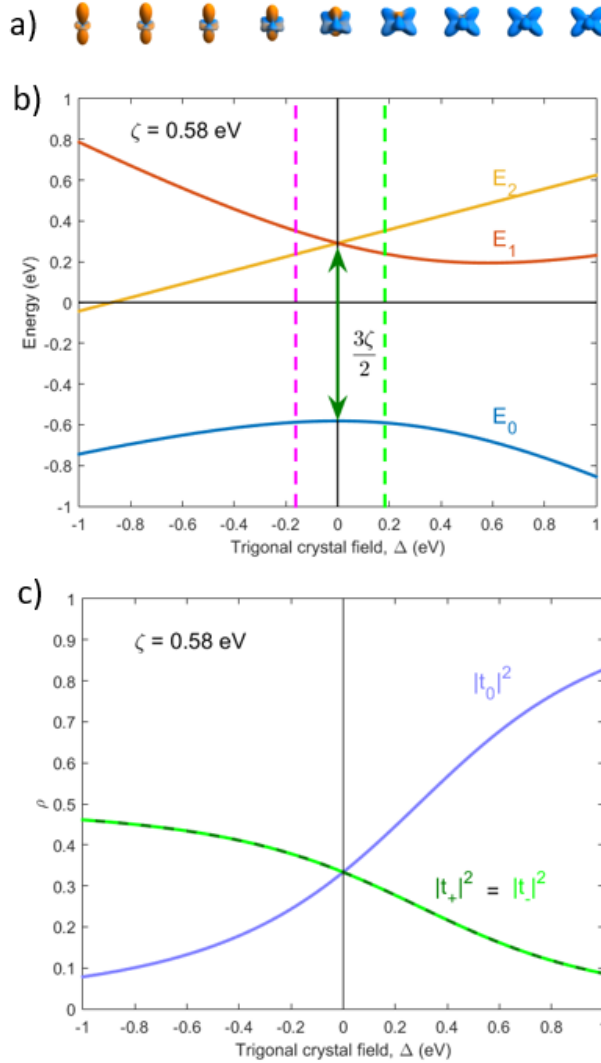 a)
b)
1
ζ = 0.58 eV
0.8
0.6
E₂
0.4
E₁
0.2
0
3ζ/2
-0.2
-0.4
-0.6
E₀
-0.8
-1
-1 -0.8 -0.6 -0.4 -0.2 0 0.2 0.4 0.6 0.8 1
Energy (eV)
Trigonal crystal field, Δ (eV)
c)
1
0.9
ζ = 0.58 eV
0.8
|t₀|²
0.7
0.6
0.5
0.4
0.3
|t₊|² = |t₋|²
0.2
0.1
0
-1 -0.8 -0.6 -0.4 -0.2 0 0.2 0.4 0.6 0.8 1
ρ
Trigonal crystal field, Δ (eV)